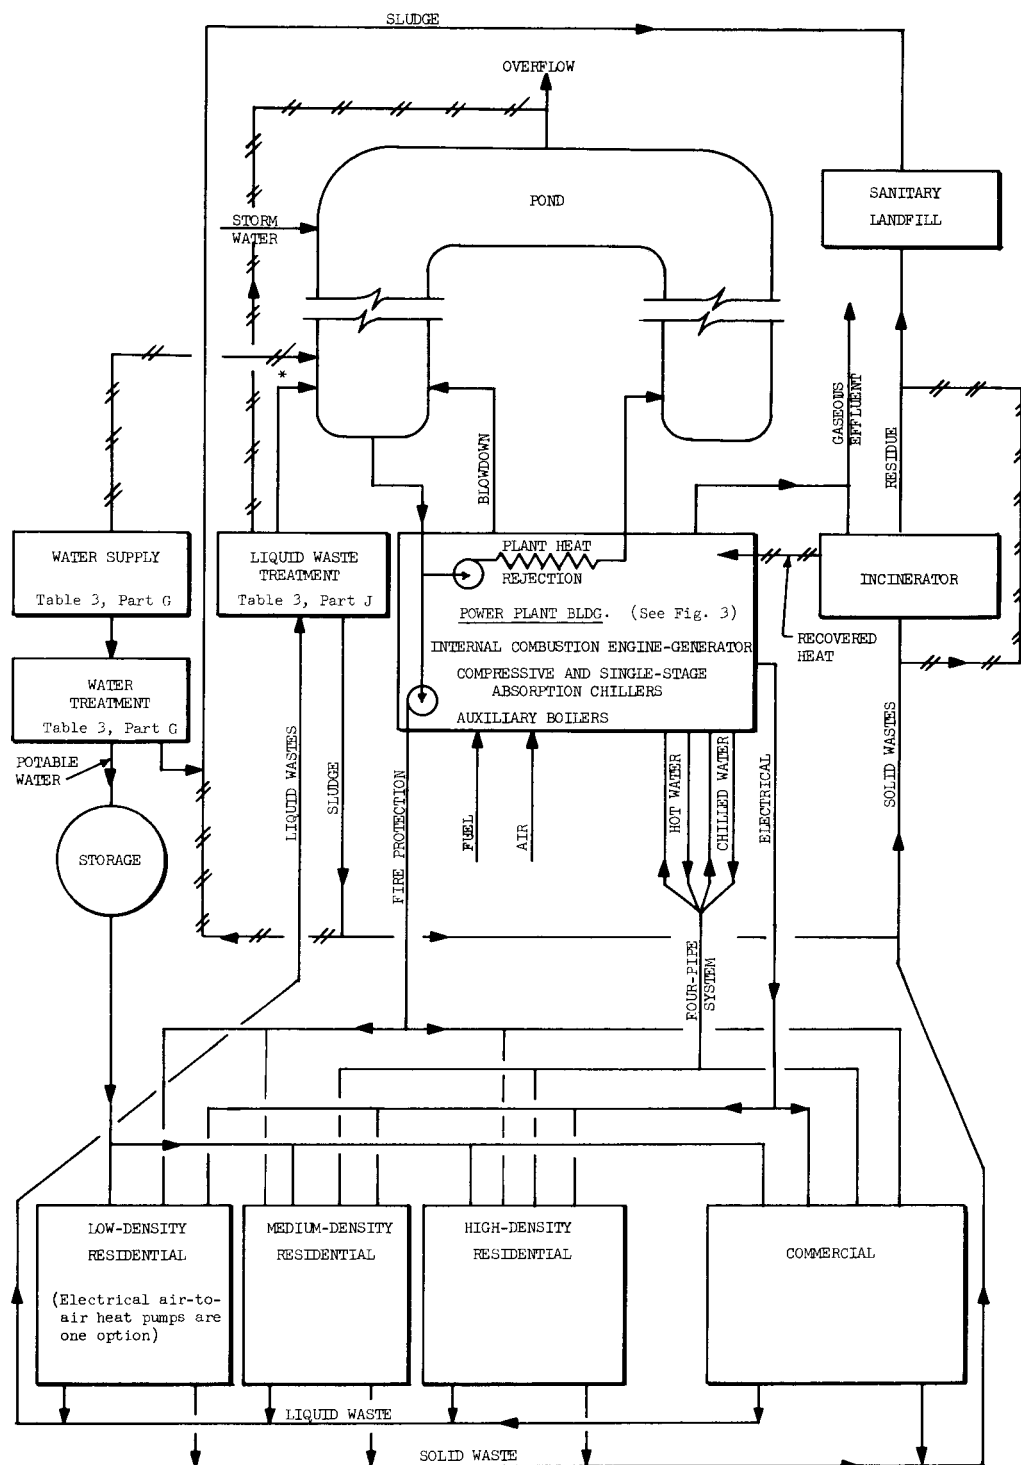 SLUDGE
OVERFLOW
POND
SANITARY
LANDFILL
STORM
WATER
*
GASEOUS
EFFLUENT
RESIDUE
BLOWDOWN
WATER SUPPLY
Table 3, Part G
LIQUID WASTE
TREATMENT
Table 3, Part J
PLANT HEAT
REJECTION
POWER PLANT BLDG. (See Fig. 3)
INTERNAL COMBUSTION ENGINE-GENERATOR
COMPRESSIVE AND SINGLE-STAGE
ABSORPTION CHILLERS
AUXILIARY BOILERS
INCINERATOR
RECOVERED
HEAT
WATER
TREATMENT
Table 3, Part G
POTABLE
WATER
STORAGE
LIQUID WASTES
SLUDGE
FIRE PROTECTION
FUEL
AIR
HOT WATER
CHILLED WATER
ELECTRICAL
SOLID WASTES
FOUR-PIPE
SYSTEM
LOW-DENSITY
RESIDENTIAL
(Electrical air-to-
air heat pumps are
one option)
MEDIUM-DENSITY
RESIDENTIAL
HIGH-DENSITY
RESIDENTIAL
COMMERCIAL
LIQUID WASTE
SOLID WASTE